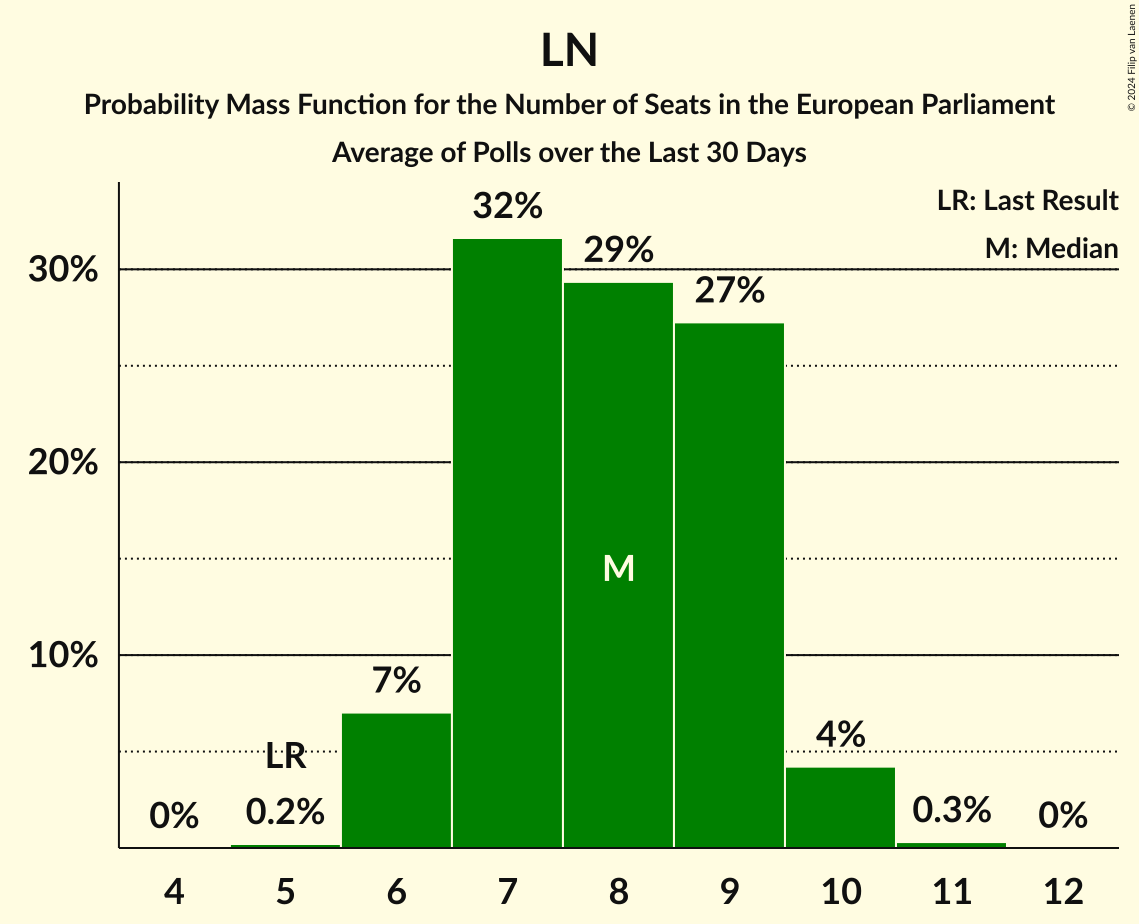 LN
Probability Mass Function for the Number of Seats in the European Parliament
Average of Polls over the Last 30 Days
© 2024 Filip van Laenen
LR: Last Result
M: Median
30%
20%
10%
0%
0.2%
LR
7%
32%
29%
M
27%
4%
0.3%
0%
4 5 6 7 8 9 10 11 12